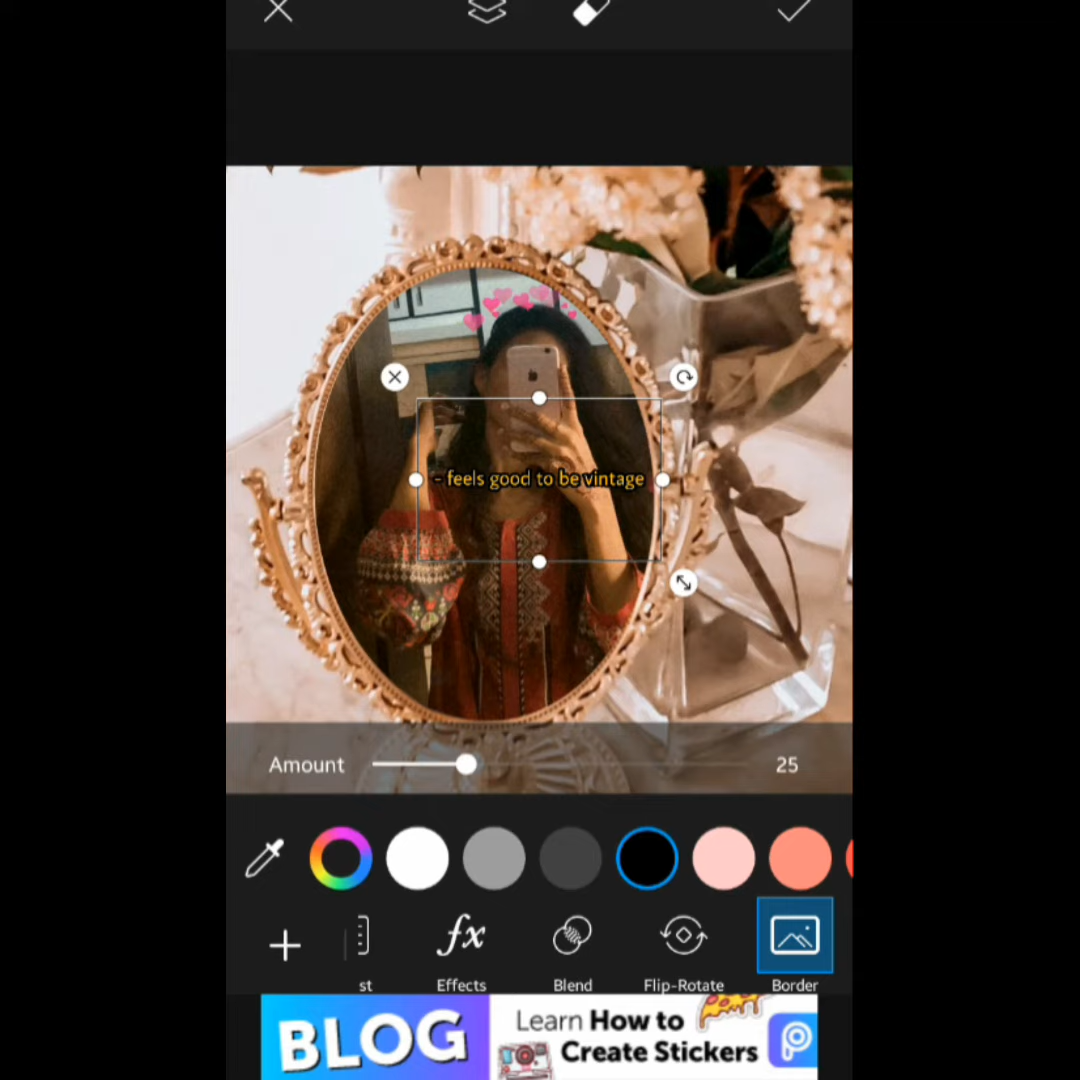 - feels good to be vintage
Amount 25
st Effects Blend Flip-Rotate Border
BLOG
Learn How to
Create Stickers